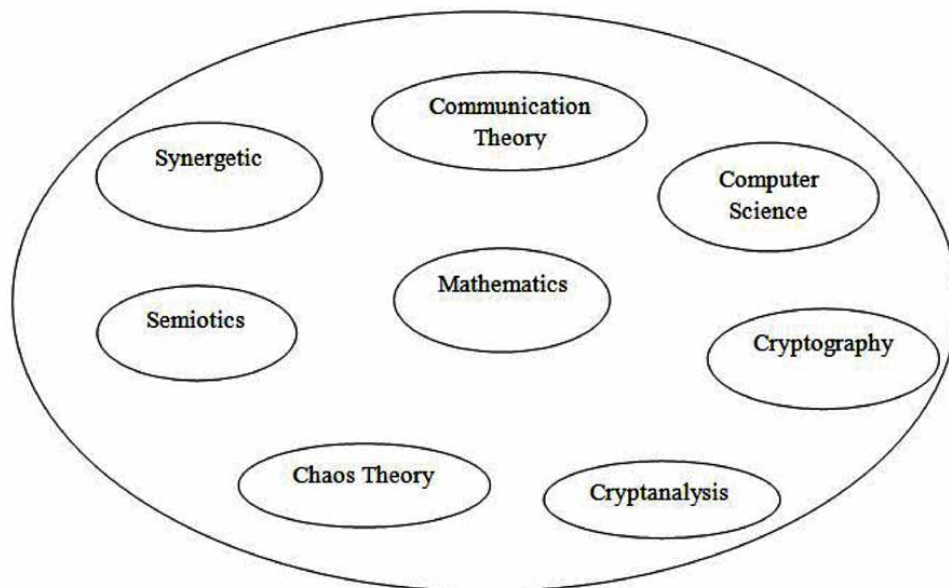 Communication
Theory
Synergetic
Computer
Science
Mathematics
Semiotics
Cryptography
Chaos Theory
Cryptanalysis